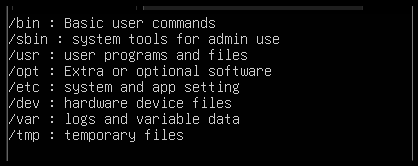 /bin : Basic user commands
/sbin : system tools for admin use
/usr : user programs and files
/opt : Extra or optional software
/etc : system and app setting
/dev : hardware device files
/var : logs and variable data
/tmp : temporary files